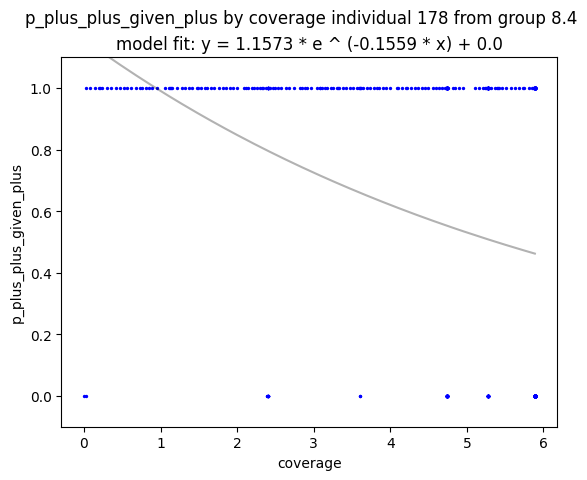 p_plus_plus_given_plus by coverage individual 178 from group 8.4
model fit: y = 1.1573 * e ^ (-0.1559 * x) + 0.0
1.0
0.8
0.6
0.4
0.2
0.0
p_plus_plus_given_plus
0 1 2 3 4 5 6
coverage